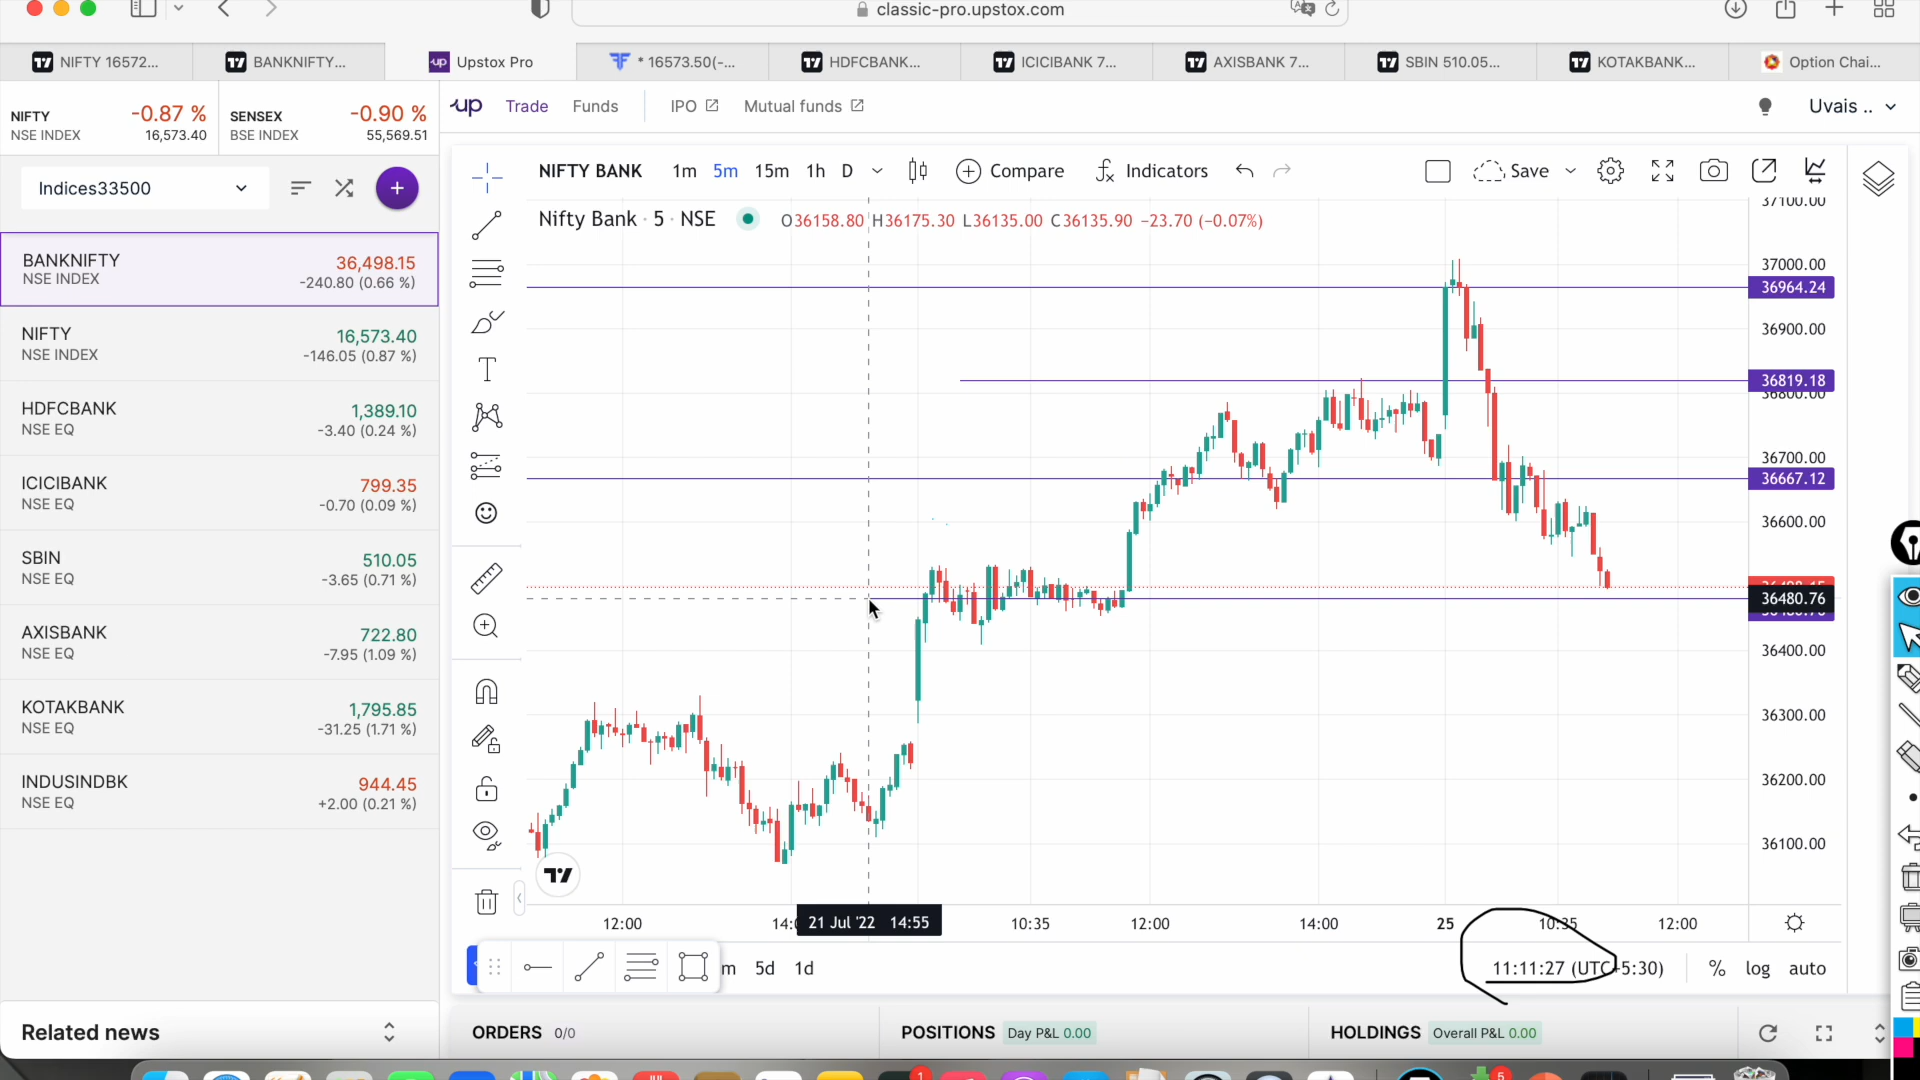 classic-pro.upstox.com
NIFTY 16572...
BANKNIFTY...
Upstox Pro
* 16573.50(-...
HDFCBANK...
ICICIBANK 7...
AXISBANK 7...
SBIN 510.05...
KOTAKBANK...
Option Chai...
NIFTY -0.87 %
NSE INDEX 16,573.40
SENSEX -0.90 %
BSE INDEX 55,569.51
up Trade Funds IPO Mutual funds
Uvais ..
Indices33500
BANKNIFTY 36,498.15
NSE INDEX -240.80 (0.66 %)
NIFTY 16,573.40
NSE INDEX -146.05 (0.87 %)
HDFCBANK 1,389.10
NSE EQ -3.40 (0.24 %)
ICICIBANK 799.35
NSE EQ -0.70 (0.09 %)
SBIN 510.05
NSE EQ -3.65 (0.71 %)
AXISBANK 722.80
NSE EQ -7.95 (1.09 %)
KOTAKBANK 1,795.85
NSE EQ -31.25 (1.71 %)
INDUSINDBK 944.45
NSE EQ +2.00 (0.21 %)
Related news
NIFTY BANK 1m 5m 15m 1h D Compare Indicators Save
Nifty Bank · 5 · NSE O36158.80 H36175.30 L36135.00 C36135.90 −23.70 (−0.07%)
37100.00
37000.00
36964.24
36900.00
36819.18
36800.00
36700.00
36667.12
36600.00
36480.76
36400.00
36300.00
36200.00
36100.00
12:00 21 Jul '22 14:55 10:35 12:00 14:00 25 10:35 12:00
5d 1d
11:11:27 (UTC+5:30) % log auto
ORDERS 0/0
POSITIONS Day P&L 0.00
HOLDINGS Overall P&L 0.00
1
5